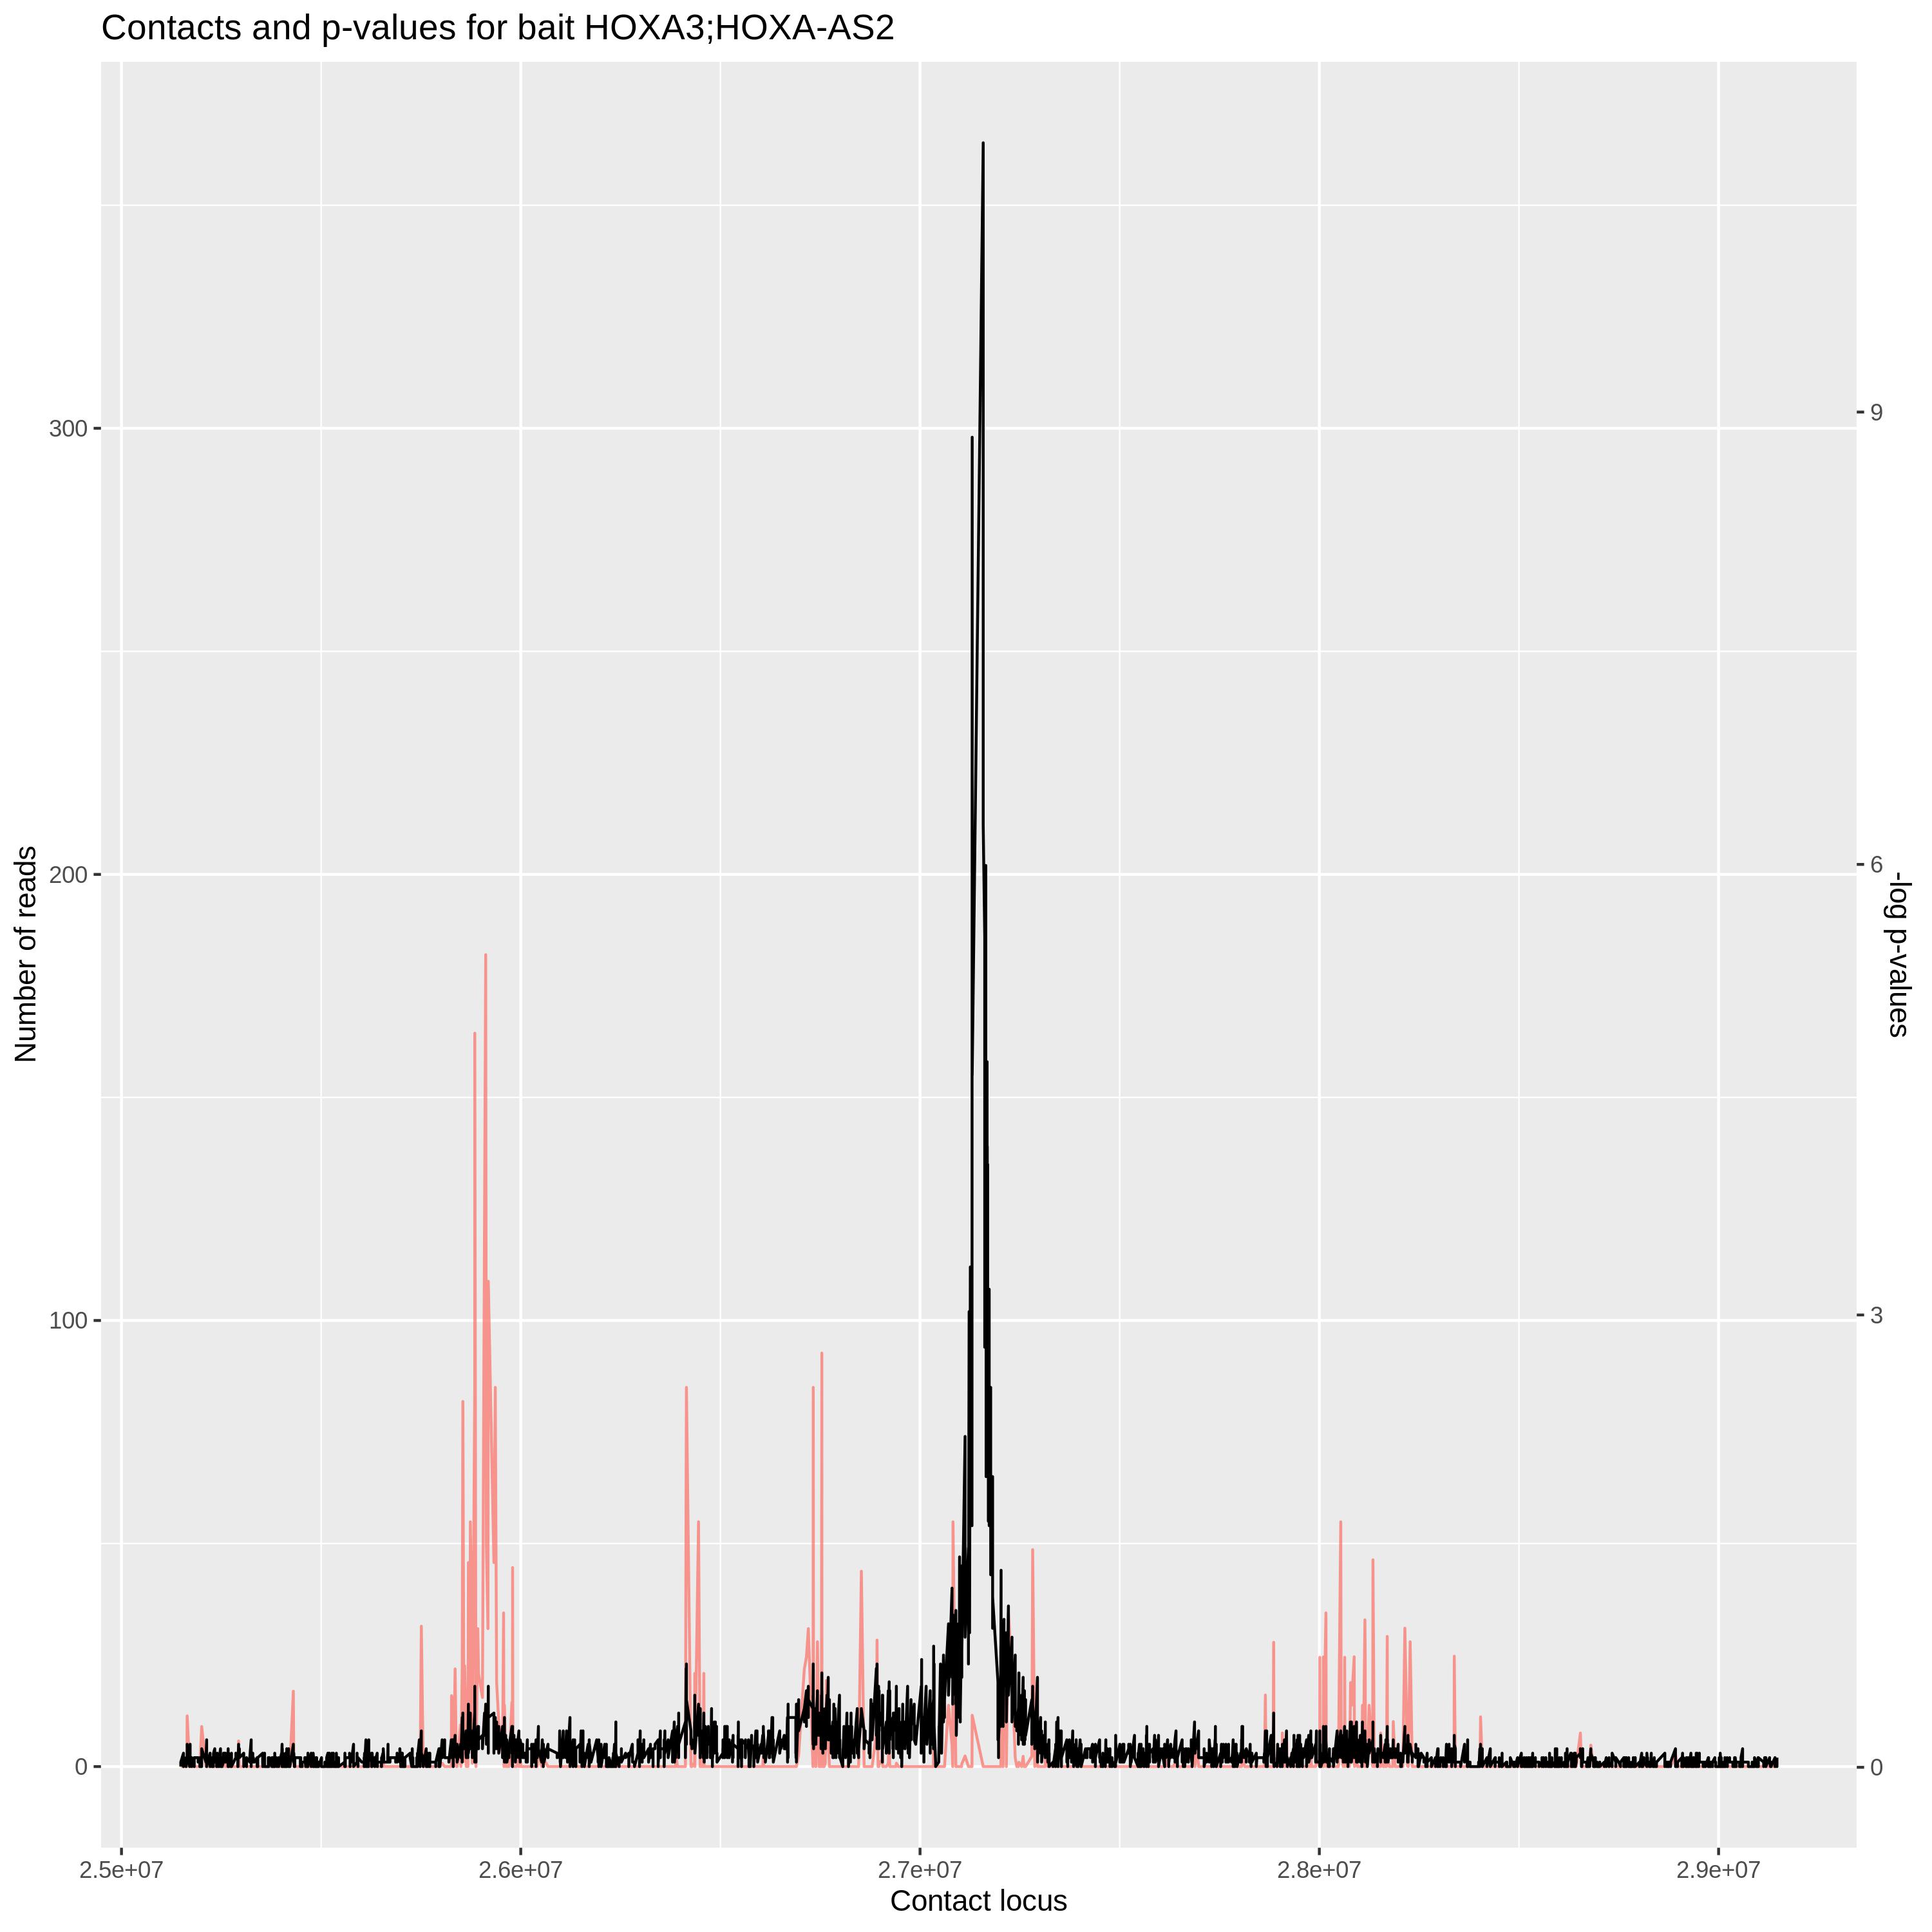 Contacts and p-values for bait HOXA3;HOXA-AS2
Number of reads
300
200
100
0
9
6
3
0
-log p-values
2.5e+07 2.6e+07 2.7e+07 2.8e+07 2.9e+07
Contact locus